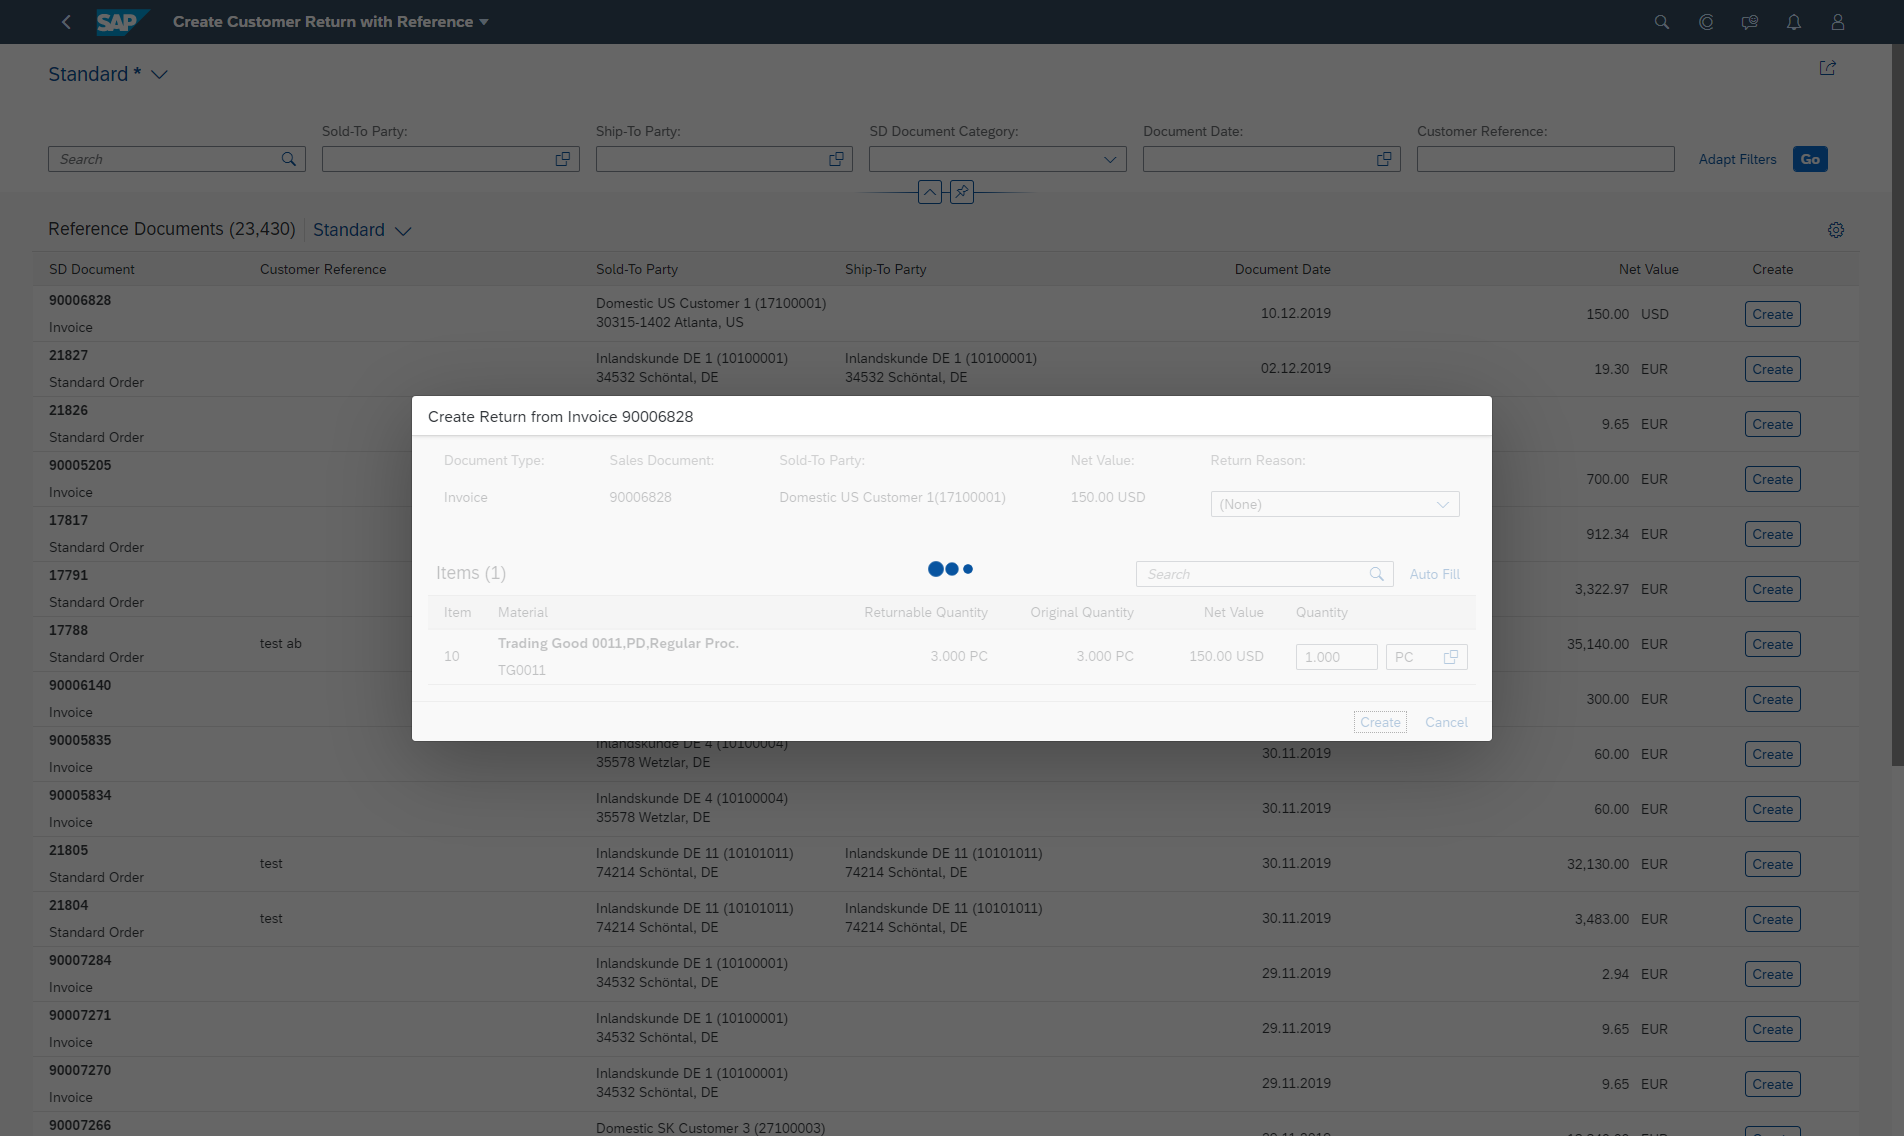 SAP Create Customer Return with Reference
Standard *
Sold-To Party: Ship-To Party: SD Document Category: Document Date: Customer Reference:
Search Adapt Filters Go
Reference Documents (23,430) Standard
SD Document Customer Reference Sold-To Party Ship-To Party Document Date Net Value Create
90006828 Domestic US Customer 1 (17100001) 10.12.2019 150.00 USD Create
Invoice 30315-1402 Atlanta, US
21827 Inlandskunde DE 1 (10100001) Inlandskunde DE 1 (10100001) 02.12.2019 19.30 EUR Create
Standard Order 34532 Schöntal, DE 34532 Schöntal, DE
21826 9.65 EUR Create
Standard Order
90005205 700.00 EUR Create
Invoice
17817 912.34 EUR Create
Standard Order
17791 3,322.97 EUR Create
Standard Order
17788 test ab 35,140.00 EUR Create
Standard Order
90006140 300.00 EUR Create
Invoice
Create Return from Invoice 90006828
Document Type: Sales Document: Sold-To Party: Net Value: Return Reason:
Invoice 90006828 Domestic US Customer 1(17100001) 150.00 USD (None)
Items (1) Search Auto Fill
Item Material Returnable Quantity Original Quantity Net Value Quantity
10 Trading Good 0011,PD,Regular Proc. 3.000 PC 3.000 PC 150.00 USD 1.000 PC
TG0011
Create Cancel
90005835 Inlandskunde DE 4 (10100004) 30.11.2019 60.00 EUR Create
Invoice 35578 Wetzlar, DE
90005834 Inlandskunde DE 4 (10100004) 30.11.2019 60.00 EUR Create
Invoice 35578 Wetzlar, DE
21805 test Inlandskunde DE 11 (10101011) Inlandskunde DE 11 (10101011) 30.11.2019 32,130.00 EUR Create
Standard Order 74214 Schöntal, DE 74214 Schöntal, DE
21804 test Inlandskunde DE 11 (10101011) Inlandskunde DE 11 (10101011) 30.11.2019 3,483.00 EUR Create
Standard Order 74214 Schöntal, DE 74214 Schöntal, DE
90007284 Inlandskunde DE 1 (10100001) 29.11.2019 2.94 EUR Create
Invoice 34532 Schöntal, DE
90007271 Inlandskunde DE 1 (10100001) 29.11.2019 9.65 EUR Create
Invoice 34532 Schöntal, DE
90007270 Inlandskunde DE 1 (10100001) 29.11.2019 9.65 EUR Create
Invoice 34532 Schöntal, DE
90007266 Domestic SK Customer 3 (27100003)